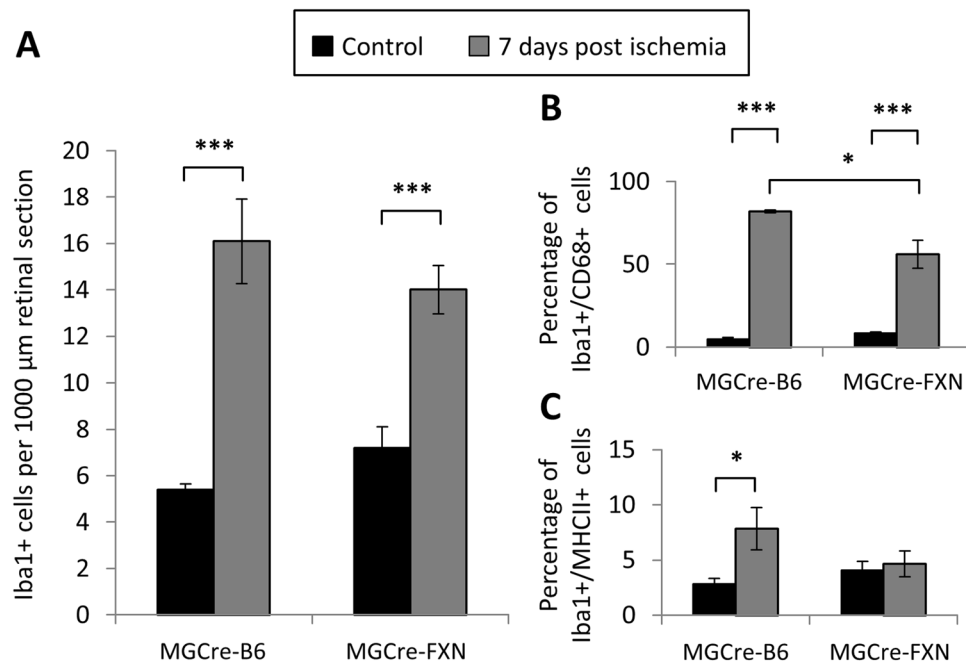 A
Control
7 days post ischemia
***
***
Iba1+ cells per 1000 µm retinal section
20
18
16
14
12
10
8
6
4
2
0
MGCre-B6
MGCre-FXN
B
***
***
*
Percentage of
Iba1+/CD68+ cells
100
50
0
MGCre-B6
MGCre-FXN
C
*
Percentage of
Iba1+/MHCII+ cells
15
10
5
0
MGCre-B6
MGCre-FXN